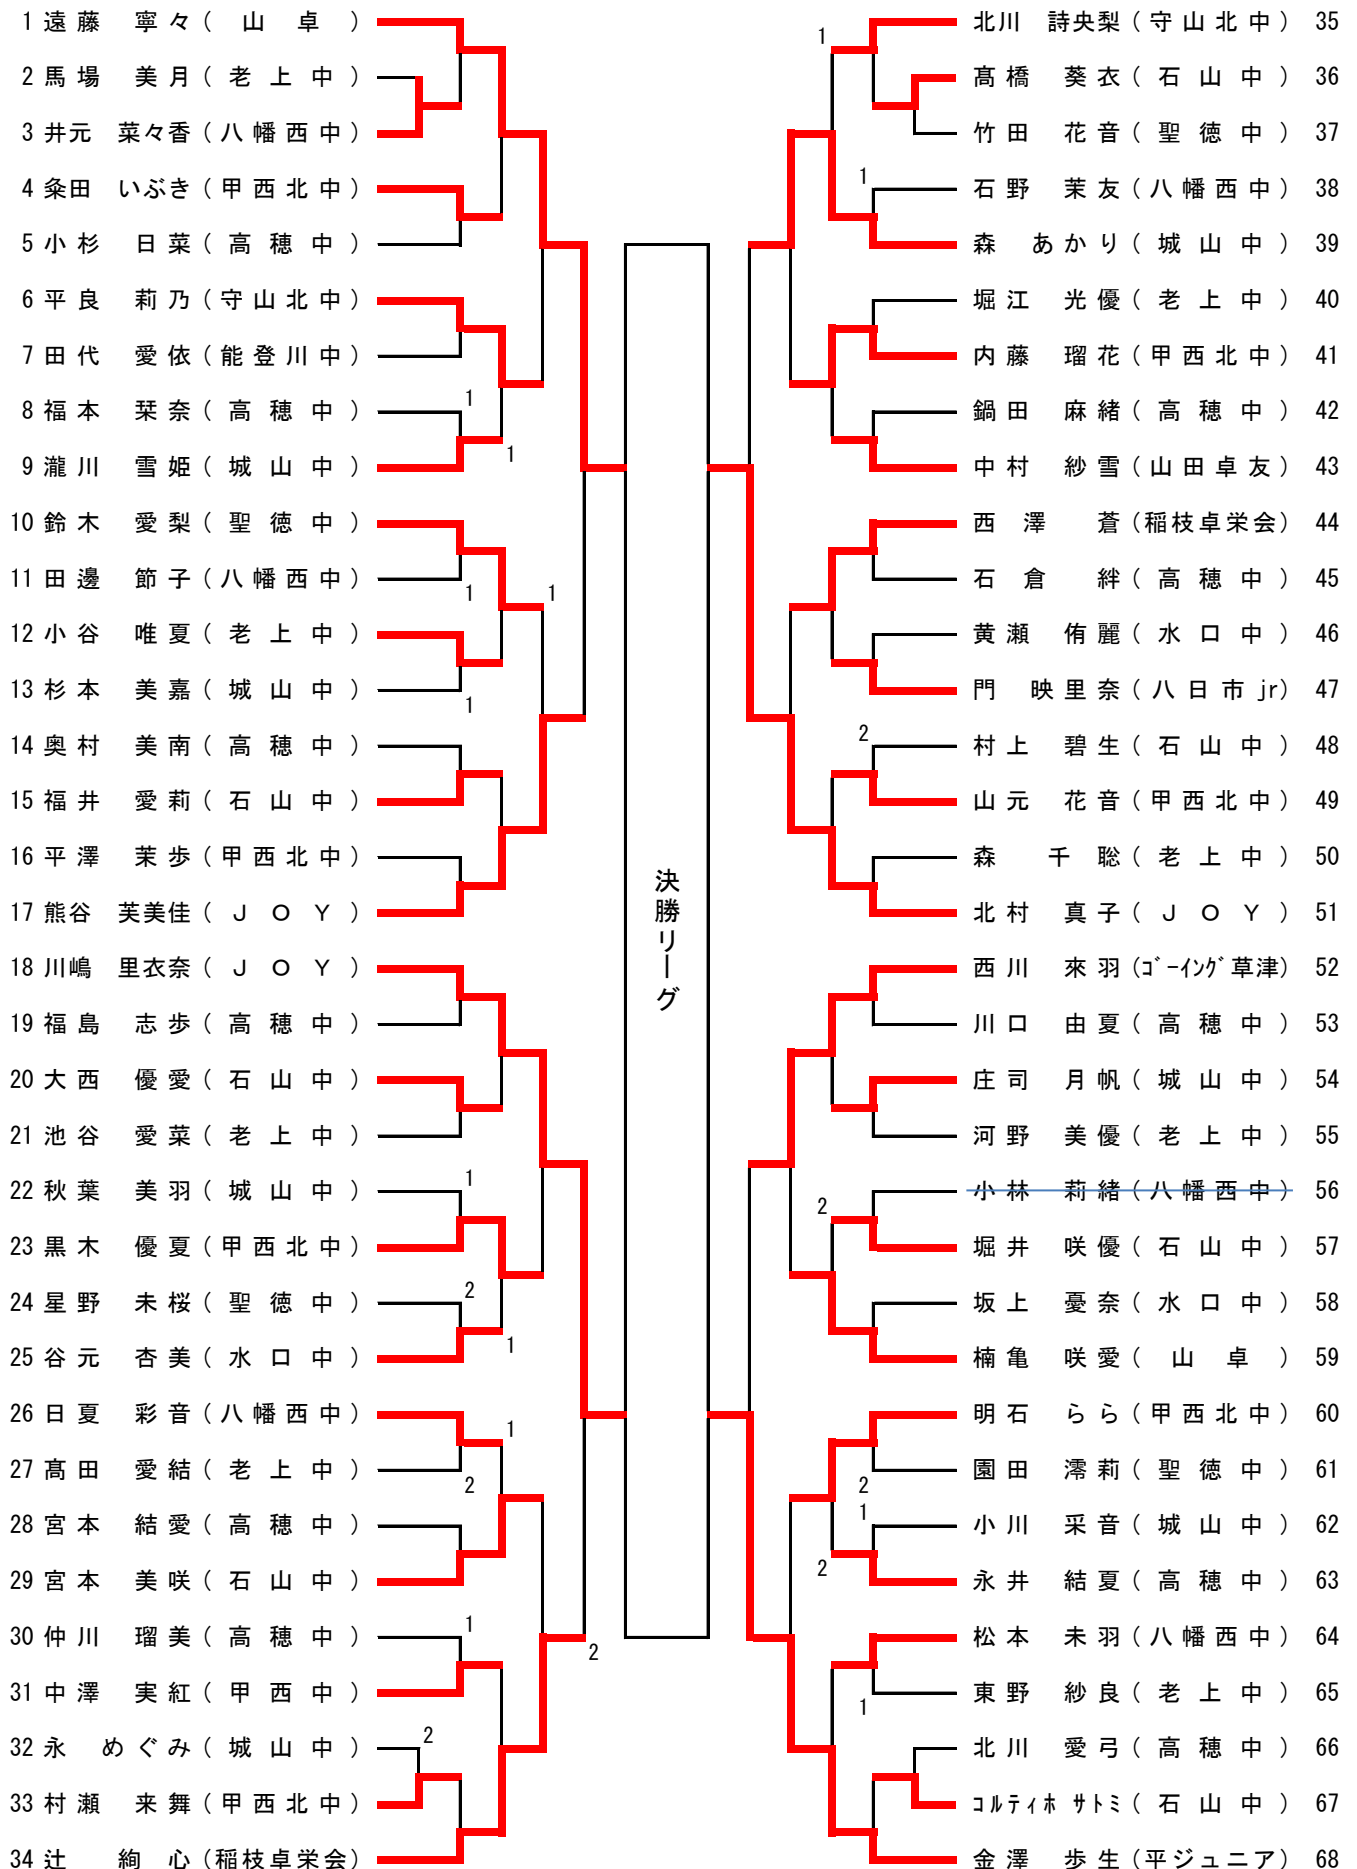 1 遠藤 寧々 ( 山 卓 )
2 馬場 美月 ( 老上中 )
3 井元 菜々香 ( 八幡西中 )
4 粂田 いぶき ( 甲西北中 )
5 小杉 日菜 ( 高穂中 )
6 平良 莉乃 ( 守山北中 )
7 田代 愛依 ( 能登川中 )
8 福本 栞奈 ( 高穂中 )
1
9 瀧川 雪姫 ( 城山中 )
1
10 鈴木 愛梨 ( 聖徳中 )
11 田邊 節子 ( 八幡西中 )
1
1
12 小谷 唯夏 ( 老上中 )
13 杉本 美嘉 ( 城山中 )
1
14 奥村 美南 ( 高穂中 )
15 福井 愛莉 ( 石山中 )
16 平澤 茉歩 ( 甲西北中 )
17 熊谷 芙美佳 ( JOY )
18 川嶋 里衣奈 ( JOY )
19 福島 志歩 ( 高穂中 )
20 大西 優愛 ( 石山中 )
21 池谷 愛菜 ( 老上中 )
22 秋葉 美羽 ( 城山中 )
1
23 黒木 優夏 ( 甲西北中 )
24 星野 未桜 ( 聖徳中 )
2
25 谷元 杏美 ( 水口中 )
1
26 日夏 彩音 ( 八幡西中 )
1
27 髙田 愛結 ( 老上中 )
2
28 宮本 結愛 ( 高穂中 )
29 宮本 美咲 ( 石山中 )
30 仲川 瑠美 ( 高穂中 )
1
2
31 中澤 実紅 ( 甲西中 )
32 永 めぐみ ( 城山中 )
2
33 村瀬 来舞 ( 甲西北中 )
34 辻 絢心 (稲枝卓栄会)
決勝リーグ
1
北川 詩央梨 ( 守山北中 ) 35
髙橋 葵衣 ( 石山中 ) 36
竹田 花音 ( 聖徳中 ) 37
1
石野 茉友 ( 八幡西中 ) 38
森 あかり ( 城山中 ) 39
堀江 光優 ( 老上中 ) 40
内藤 瑠花 ( 甲西北中 ) 41
鍋田 麻緒 ( 高穂中 ) 42
中村 紗雪 ( 山田卓友 ) 43
西澤 蒼 (稲枝卓栄会) 44
石倉 絆 ( 高穂中 ) 45
黄瀬 侑麗 ( 水口中 ) 46
門 映里奈 ( 八日市jr) 47
2
村上 碧生 ( 石山中 ) 48
山元 花音 ( 甲西北中 ) 49
森 千聡 ( 老上中 ) 50
北村 真子 ( JOY ) 51
西川 來羽 (ゴーイング草津) 52
川口 由夏 ( 高穂中 ) 53
庄司 月帆 ( 城山中 ) 54
河野 美優 ( 老上中 ) 55
小林 莉緒 ( 八幡西中 ) 56
2
堀井 咲優 ( 石山中 ) 57
坂上 憂奈 ( 水口中 ) 58
楠亀 咲愛 ( 山 卓 ) 59
明石 らら ( 甲西北中 ) 60
園田 澪莉 ( 聖徳中 ) 61
2
1
小川 采音 ( 城山中 ) 62
2
永井 結夏 ( 高穂中 ) 63
松本 未羽 ( 八幡西中 ) 64
東野 紗良 ( 老上中 ) 65
1
北川 愛弓 ( 高穂中 ) 66
コルティホ サトミ ( 石山中 ) 67
金澤 歩生 (平ジュニア) 68